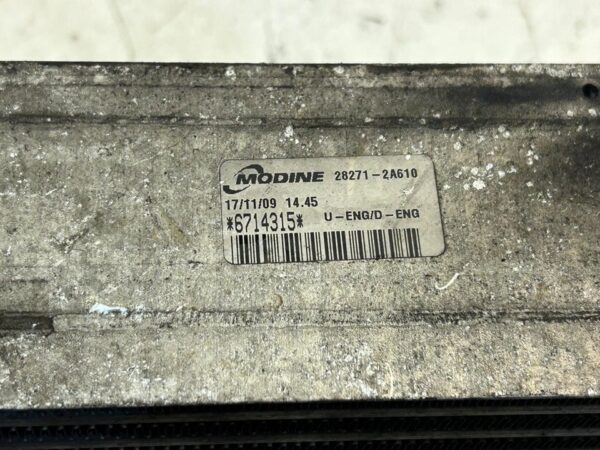 MODINE 28271-2A610
17/11/09 14.45
*6714315* U-ENG/D-ENG